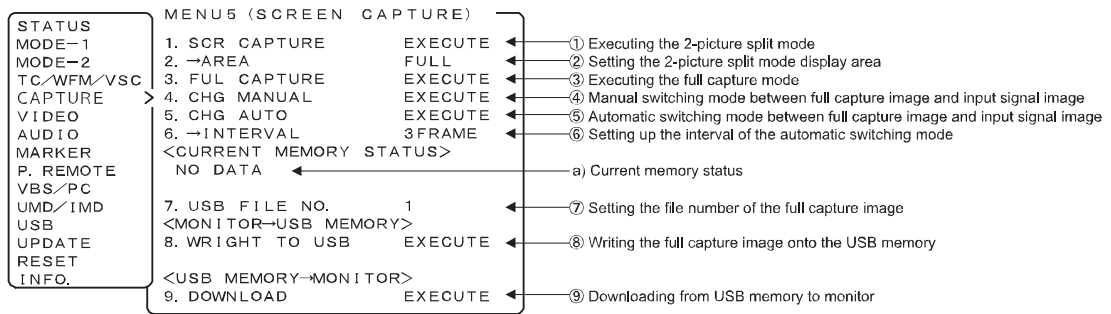 STATUS
MODE-1
MODE-2
TC/WFM/VSC
CAPTURE >
VIDEO
AUDIO
MARKER
P. REMOTE
VBS/PC
UMD/IMD
USB
UPDATE
RESET
INFO.
MENU5 (SCREEN CAPTURE)
1. SCR CAPTURE EXECUTE ① Executing the 2-picture split mode
2. →AREA FULL ② Setting the 2-picture split mode display area
3. FUL CAPTURE EXECUTE ③ Executing the full capture mode
4. CHG MANUAL EXECUTE ④ Manual switching mode between full capture image and input signal image
5. CHG AUTO EXECUTE ⑤ Automatic switching mode between full capture image and input signal image
6. →INTERVAL 3FRAME ⑥ Setting up the interval of the automatic switching mode
<CURRENT MEMORY STATUS>
NO DATA a) Current memory status
7. USB FILE NO. 1 ⑦ Setting the file number of the full capture image
<MONITOR→USB MEMORY>
8. WRIGHT TO USB EXECUTE ⑧ Writing the full capture image onto the USB memory
<USB MEMORY→MONITOR>
9. DOWNLOAD EXECUTE ⑨ Downloading from USB memory to monitor